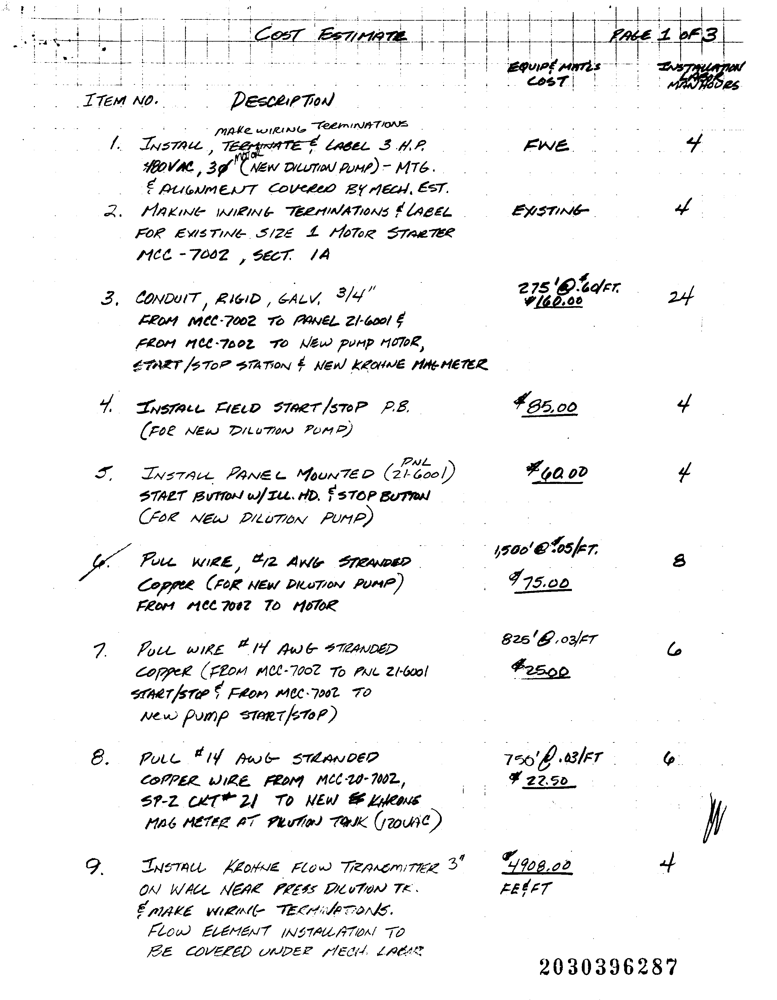 COST ESTIMATE PAGE 1 OF 3
EQUIP & MAT'LS COST INSTALLATION LABOR MANHOURS
ITEM NO. DESCRIPTION
MAKE WIRING TERMINATIONS
1. INSTALL, TERMINATE & LABEL 3 H.P. FWE 4
480VAC, 3ø MOTOR (NEW DILUTION PUMP) - MTG.
& ALIGNMENT COVERED BY MECH. EST.
2. MAKING WIRING TERMINATIONS & LABEL EXISTING 4
FOR EXISTING SIZE 1 MOTOR STARTER
MCC-7002, SECT. 1A
275' @ $.60/FT.
3. CONDUIT, RIGID, GALV. 3/4" $160.00 24
FROM MCC-7002 TO PANEL 21-6001 &
FROM MCC-7002 TO NEW PUMP MOTOR,
START/STOP STATION & NEW KROHNE MAG METER
4. INSTALL FIELD START/STOP P.B. $85.00 4
(FOR NEW DILUTION PUMP)
5. INSTALL PANEL MOUNTED (PNL 21-6001) $60.00 4
START BUTTON W/ILL. HD. & STOP BUTTON
(FOR NEW DILUTION PUMP)
1,500' @ $.05/FT.
6. PULL WIRE, #12 AWG STRANDED 8
COPPER (FOR NEW DILUTION PUMP) $75.00
FROM MCC 7002 TO MOTOR
825' @ .03/FT
7. PULL WIRE #14 AWG STRANDED 6
COPPER (FROM MCC-7002 TO PNL 21-6001 $25.00
START/STOP & FROM MCC-7002 TO
NEW PUMP START/STOP)
8. PULL #14 AWG STRANDED 750' @ .03/FT 6
COPPER WIRE FROM MCC-20-7002, $22.50
SP-2 CKT #21 TO NEW KHRONE
MAG METER AT DILUTION TANK (120VAC)
9. INSTALL KROHNE FLOW TRANSMITTER 3" $4908.00 4
ON WALL NEAR PRESS DILUTION TK. FE & FT
& MAKE WIRING TERMINATIONS.
FLOW ELEMENT INSTALLATION TO
BE COVERED UNDER MECH. LABOR
2030396287